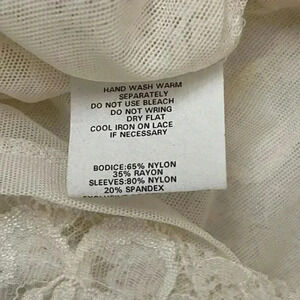 HAND WASH WARM
SEPARATELY
DO NOT USE BLEACH
DO NOT WRING
DRY FLAT
COOL IRON ON LACE
IF NECESSARY
BODICE:65% NYLON
35% RAYON
SLEEVES:80% NYLON
20% SPANDEX